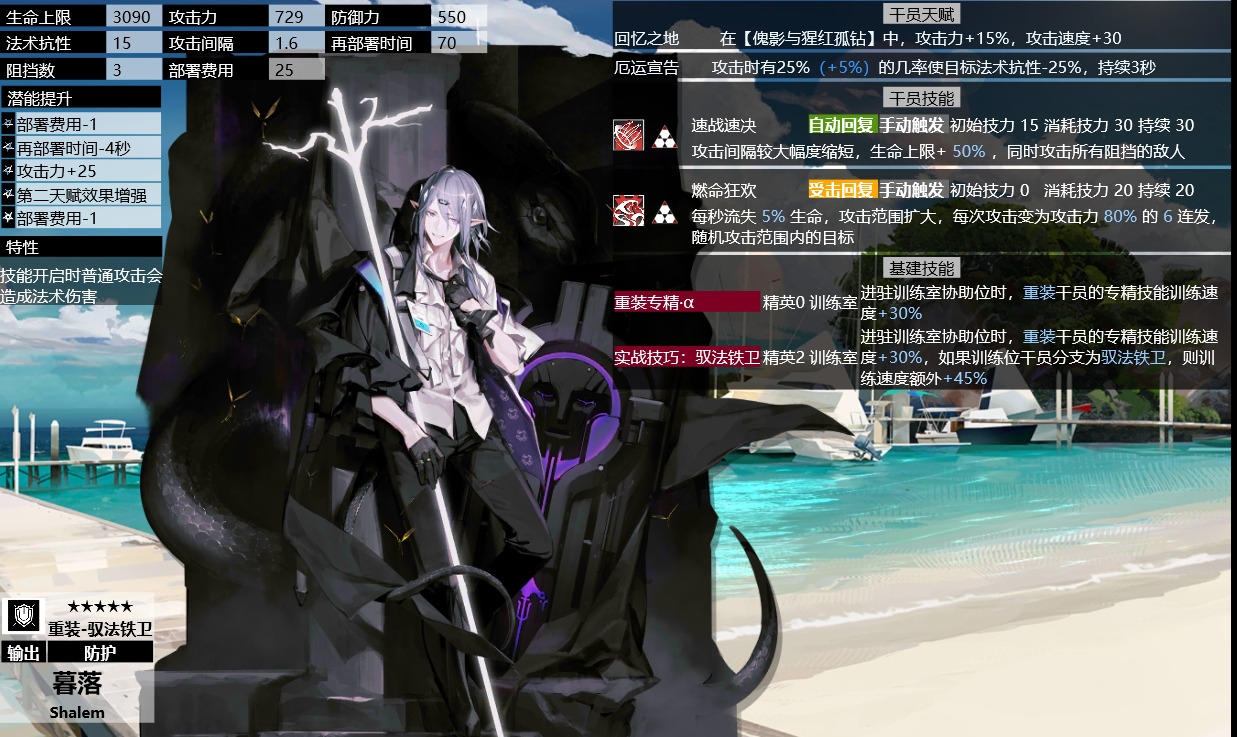 生命上限 3090 攻击力 729 防御力 550
法术抗性 15 攻击间隔 1.6 再部署时间 70
阻挡数 3 部署费用 25
潜能提升
部署费用-1
再部署时间-4秒
攻击力+25
第二天赋效果增强
部署费用-1
特性
技能开启时普通攻击会
造成法术伤害
★★★★★
重装-驭法铁卫
输出 防护
暮落
Shalem
干员天赋
回忆之地 在【傀影与猩红孤钻】中，攻击力+15%，攻击速度+30
厄运宣告 攻击时有25%（+5%）的几率使目标法术抗性-25%，持续3秒
干员技能
速战速决 自动回复 手动触发 初始技力 15 消耗技力 30 持续 30
攻击间隔较大幅度缩短，生命上限+ 50% ，同时攻击所有阻挡的敌人
燃命狂欢 受击回复 手动触发 初始技力 0 消耗技力 20 持续 20
每秒流失 5% 生命，攻击范围扩大，每次攻击变为攻击力 80% 的 6 连发，
随机攻击范围内的目标
基建技能
重装专精·α 精英0 训练室 进驻训练室协助位时，重装干员的专精技能训练速
度+30%
进驻训练室协助位时，重装干员的专精技能训练速
实战技巧：驭法铁卫 精英2 训练室 度+30%，如果训练位干员分支为驭法铁卫，则训
练速度额外+45%